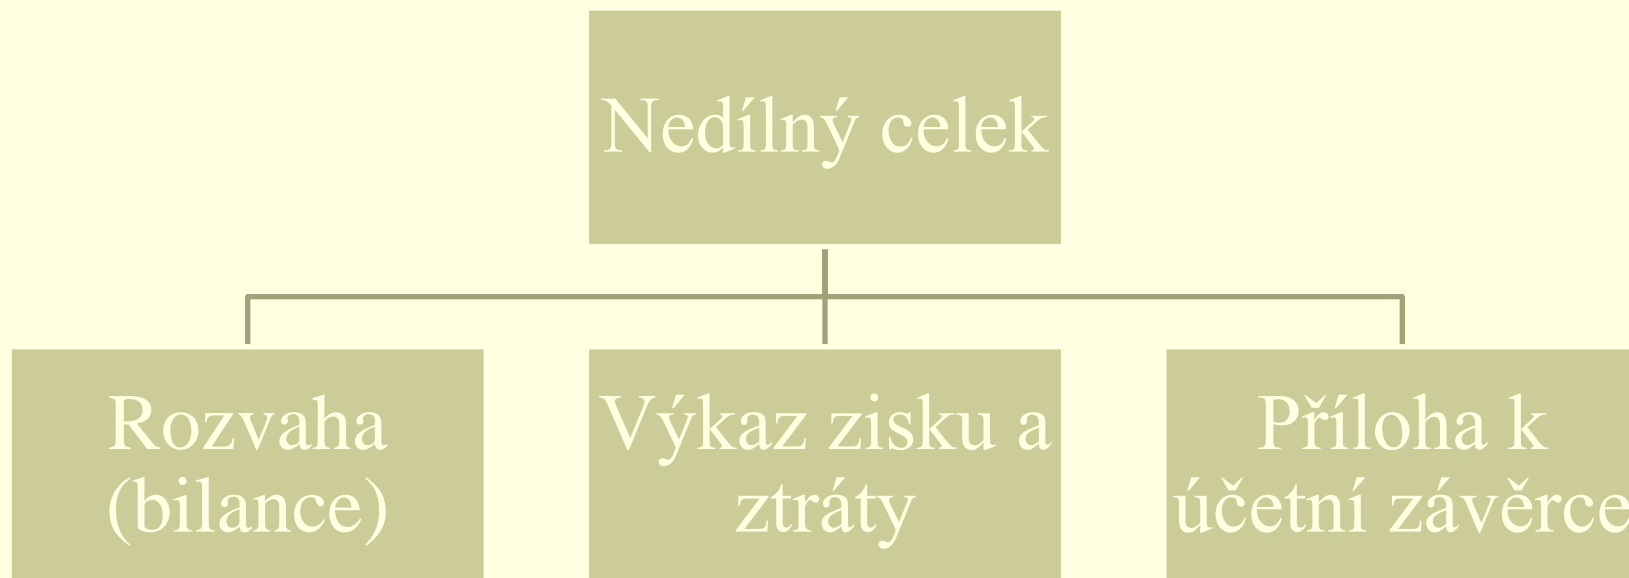 Nedílný celek
Rozvaha
(bilance)
Výkaz zisku a
ztráty
Příloha k
účetní závěrce